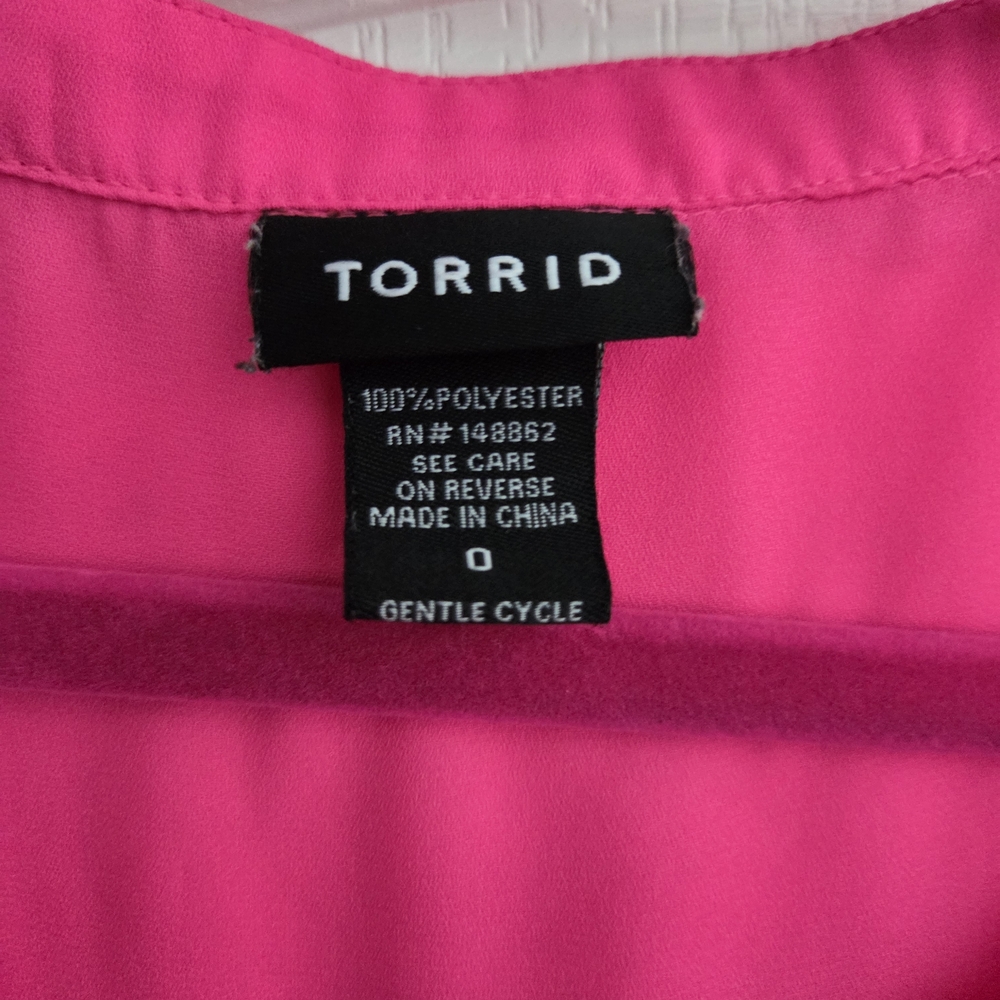 TORRID
100%POLYESTER
RN#148862
SEE CARE
ON REVERSE
MADE IN CHINA
0
GENTLE CYCLE